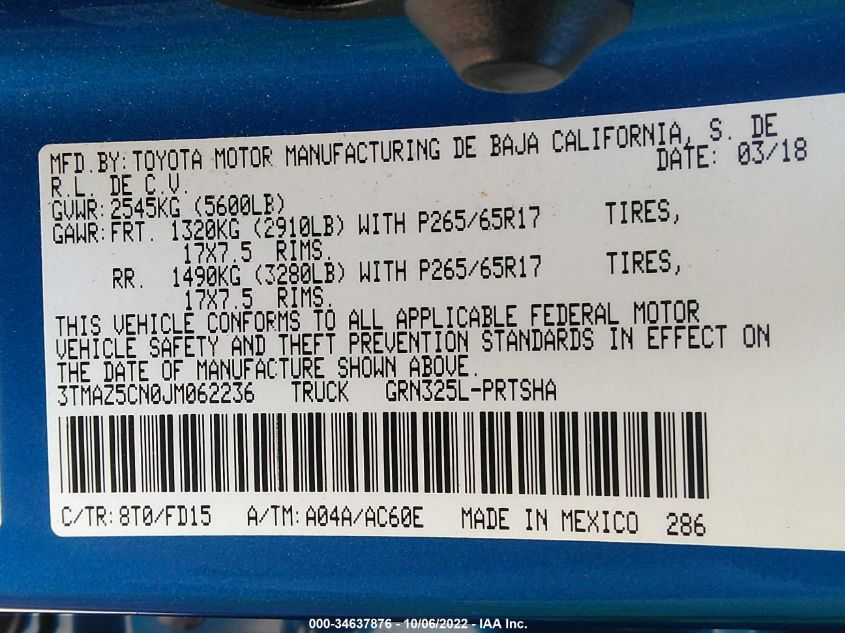 MFD.BY:TOYOTA MOTOR MANUFACTURING DE BAJA CALIFORNIA, S. DE
R.L. DE C.V. DATE: 03/18
GVWR:2545KG (5600LB)
GAWR:FRT. 1320KG (2910LB) WITH P265/65R17 TIRES,
17X7.5 RIMS.
RR. 1490KG (3280LB) WITH P265/65R17 TIRES,
17X7.5 RIMS.
THIS VEHICLE CONFORMS TO ALL APPLICABLE FEDERAL MOTOR
VEHICLE SAFETY AND THEFT PREVENTION STANDARDS IN EFFECT ON
THE DATE OF MANUFACTURE SHOWN ABOVE.
3TMAZ5CN0JM062236 TRUCK GRN325L-PRTSHA
C/TR:8T0/FD15 A/TM:A04A/AC60E MADE IN MEXICO 286
000-34637876 - 10/06/2022 - IAA Inc.